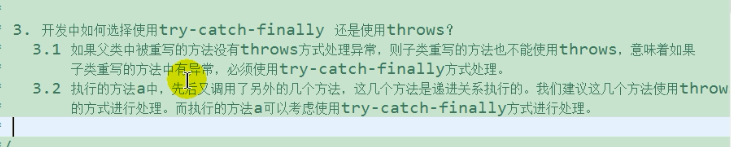 * 3. 开发中如何选择使用try-catch-finally 还是使用throws?
* 3.1 如果父类中被重写的方法没有throws方式处理异常，则子类重写的方法也不能使用throws，意味着如果
* 子类重写的方法中有异常，必须使用try-catch-finally方式处理。
* 3.2 执行的方法a中，先后又调用了另外的几个方法，这几个方法是递进关系执行的。我们建议这几个方法使用throw
* 的方式进行处理。而执行的方法a可以考虑使用try-catch-finally方式进行处理。
*
*/